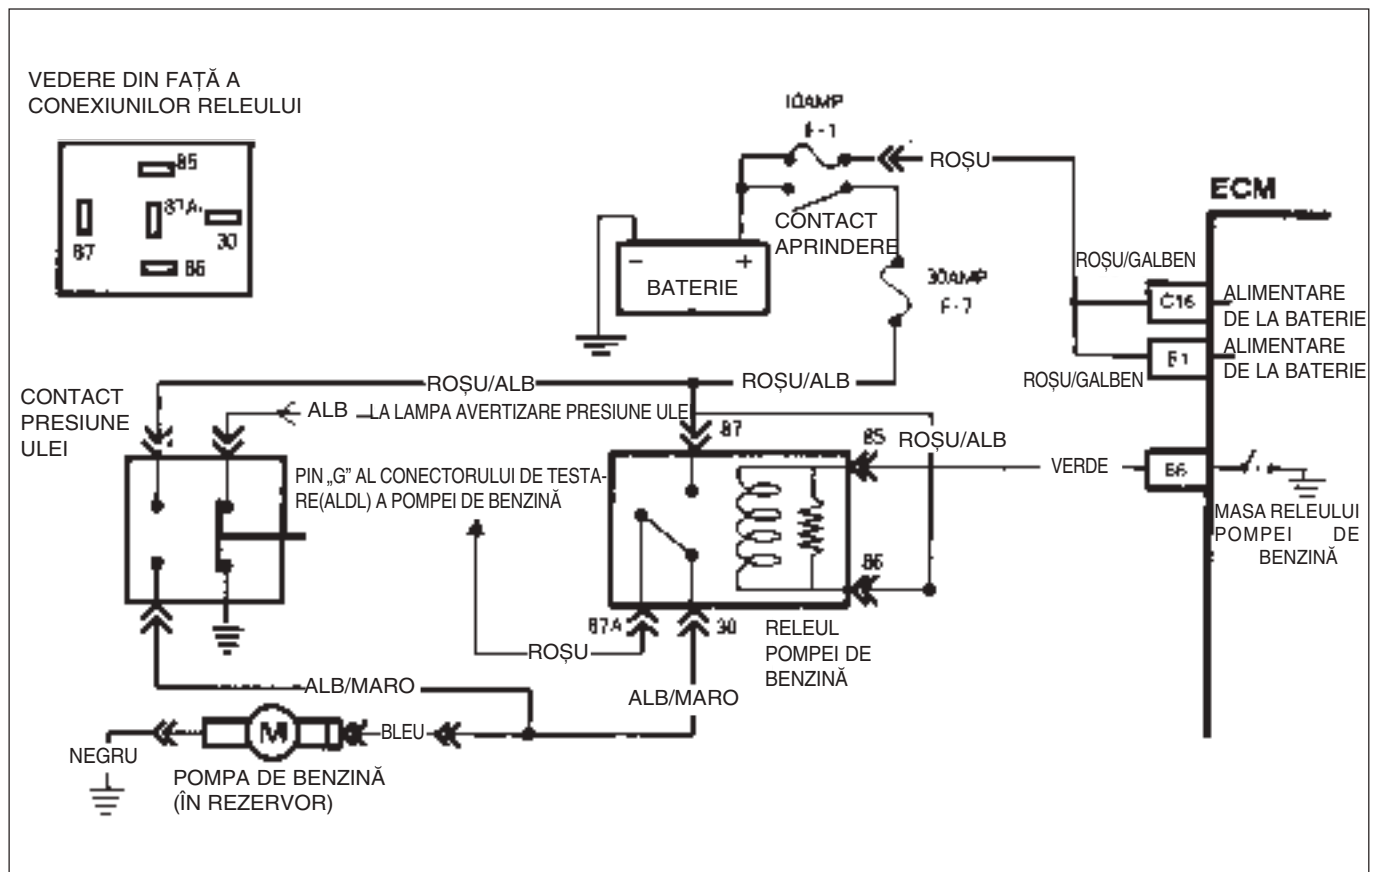 VEDERE DIN FAȚĂ A
CONEXIUNILOR RELEULUI
85
87A
87
30
86
10AMP
F-1
ROȘU
CONTACT
APRINDERE
BATERIE
- +
30AMP
F-7
ECM
ROȘU/GALBEN
C16
ALIMENTARE
DE LA BATERIE
B1
ALIMENTARE
DE LA BATERIE
ROȘU/GALBEN
CONTACT
PRESIUNE
ULEI
ROȘU/ALB
ROȘU/ALB
ALB
LA LAMPA AVERTIZARE PRESIUNE ULE
87
85
ROȘU/ALB
VERDE
B6
PIN „G” AL CONECTORULUI DE TESTA-
RE(ALDL) A POMPEI DE BENZINĂ
MASA RELEULUI
POMPEI DE
BENZINĂ
86
87A
30
RELEUL
POMPEI DE
BENZINĂ
ROȘU
ALB/MARO
ALB/MARO
M
BLEU
NEGRU
POMPA DE BENZINĂ
(ÎN REZERVOR)